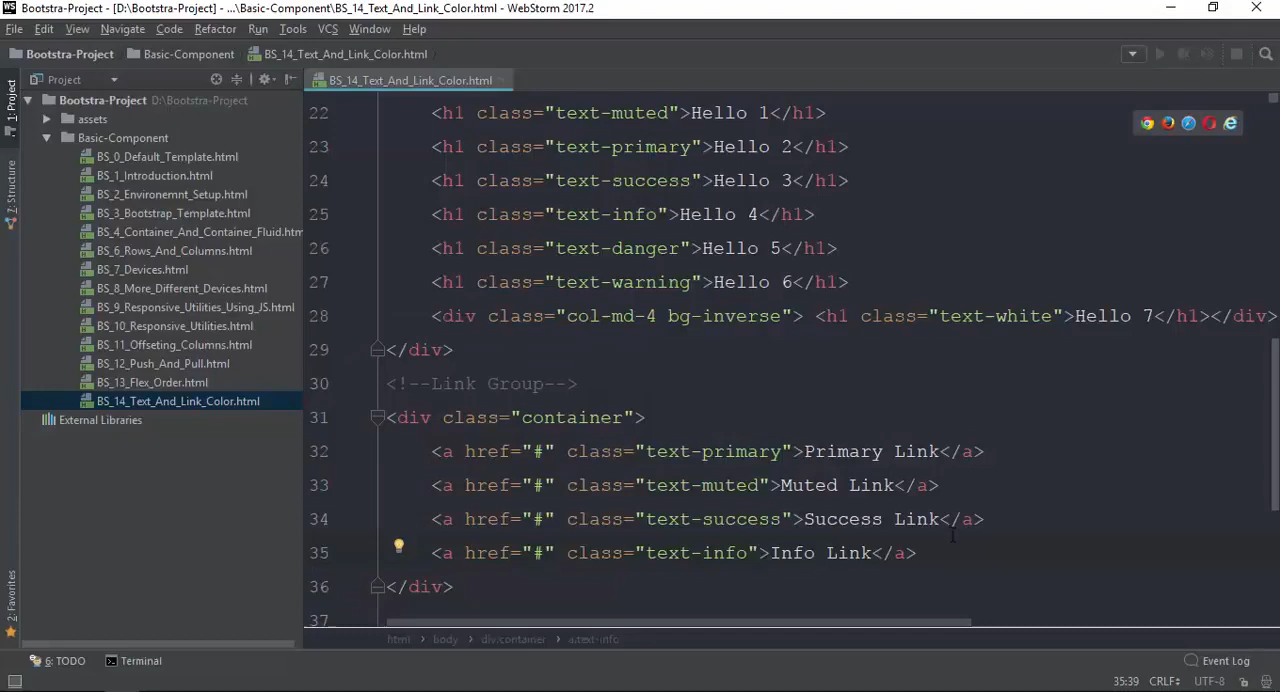 Bootstra-Project - [D:\Bootstra-Project] - ...\Basic-Component\BS_14_Text_And_Link_Color.html - WebStorm 2017.2
File Edit View Navigate Code Refactor Run Tools VCS Window Help
Bootstra-Project Basic-Component BS_14_Text_And_Link_Color.html
Project BS_14_Text_And_Link_Color.html
1: Project
7: Structure
2: Favorites
Bootstra-Project D:\Bootstra-Project
assets
Basic-Component
BS_0_Default_Template.html
BS_1_Introduction.html
BS_2_Environemnt_Setup.html
BS_3_Bootstrap_Template.html
BS_4_Container_And_Container_Fluid.htm
BS_6_Rows_And_Columns.html
BS_7_Devices.html
BS_8_More_Different_Devices.html
BS_9_Responsive_Utilities_Using_JS.html
BS_10_Responsive_Utilities.html
BS_11_Offseting_Columns.html
BS_12_Push_And_Pull.html
BS_13_Flex_Order.html
BS_14_Text_And_Link_Color.html
External Libraries
22 <h1 class="text-muted">Hello 1</h1>
23 <h1 class="text-primary">Hello 2</h1>
24 <h1 class="text-success">Hello 3</h1>
25 <h1 class="text-info">Hello 4</h1>
26 <h1 class="text-danger">Hello 5</h1>
27 <h1 class="text-warning">Hello 6</h1>
28 <div class="col-md-4 bg-inverse"> <h1 class="text-white">Hello 7</h1></div>
29 </div>
30 <!--Link Group-->
31 <div class="container">
32 <a href="#" class="text-primary">Primary Link</a>
33 <a href="#" class="text-muted">Muted Link</a>
34 <a href="#" class="text-success">Success Link</a>
35 <a href="#" class="text-info">Info Link</a>
36 </div>
37
html › body › div.container › a.text-info
6: TODO Terminal Event Log
35:39 CRLF÷ UTF-8